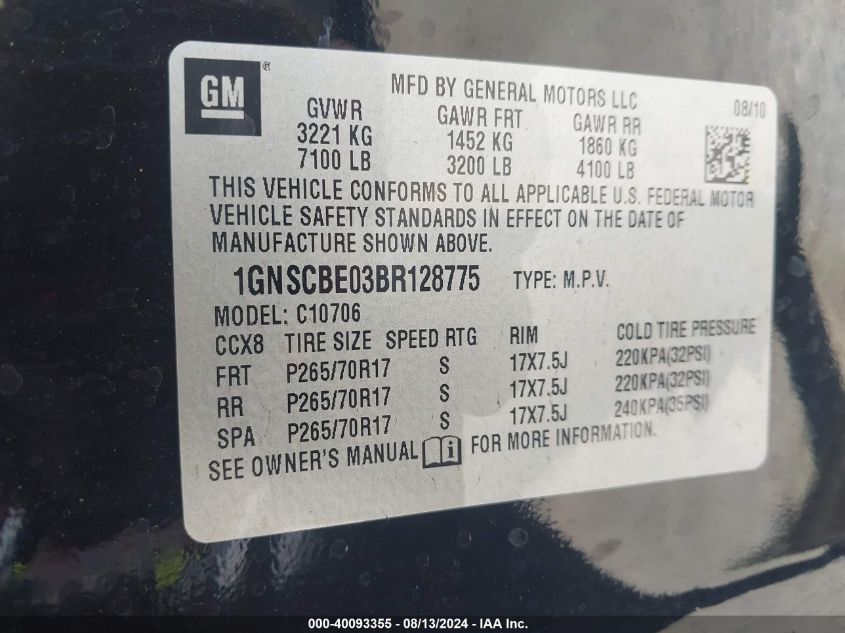 GM ®
MFD BY GENERAL MOTORS LLC
08/10
GVWR GAWR FRT GAWR RR
3221 KG 1452 KG 1860 KG
7100 LB 3200 LB 4100 LB
THIS VEHICLE CONFORMS TO ALL APPLICABLE U.S. FEDERAL MOTOR
VEHICLE SAFETY STANDARDS IN EFFECT ON THE DATE OF
MANUFACTURE SHOWN ABOVE.
1GNSCBE03BR128775 TYPE: M.P.V.
MODEL: C10706
CCX8 TIRE SIZE SPEED RTG RIM COLD TIRE PRESSURE
FRT P265/70R17 S 17X7.5J 220KPA(32PSI)
RR P265/70R17 S 17X7.5J 220KPA(32PSI)
SPA P265/70R17 S 17X7.5J 240KPA(35PSI)
SEE OWNER'S MANUAL i FOR MORE INFORMATION.
000-40093355 - 08/13/2024 - IAA Inc.